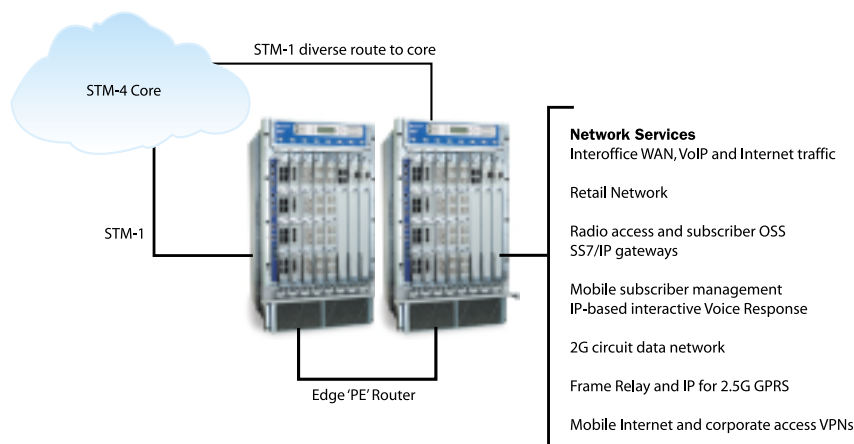 STM-1 diverse route to core
STM-4 Core
STM-1
Edge 'PE' Router
Network Services
Interoffice WAN, VoIP and Internet traffic
Retail Network
Radio access and subscriber OSS
SS7/IP gateways
Mobile subscriber management
IP-based interactive Voice Response
2G circuit data network
Frame Relay and IP for 2.5G GPRS
Mobile Internet and corporate access VPNs